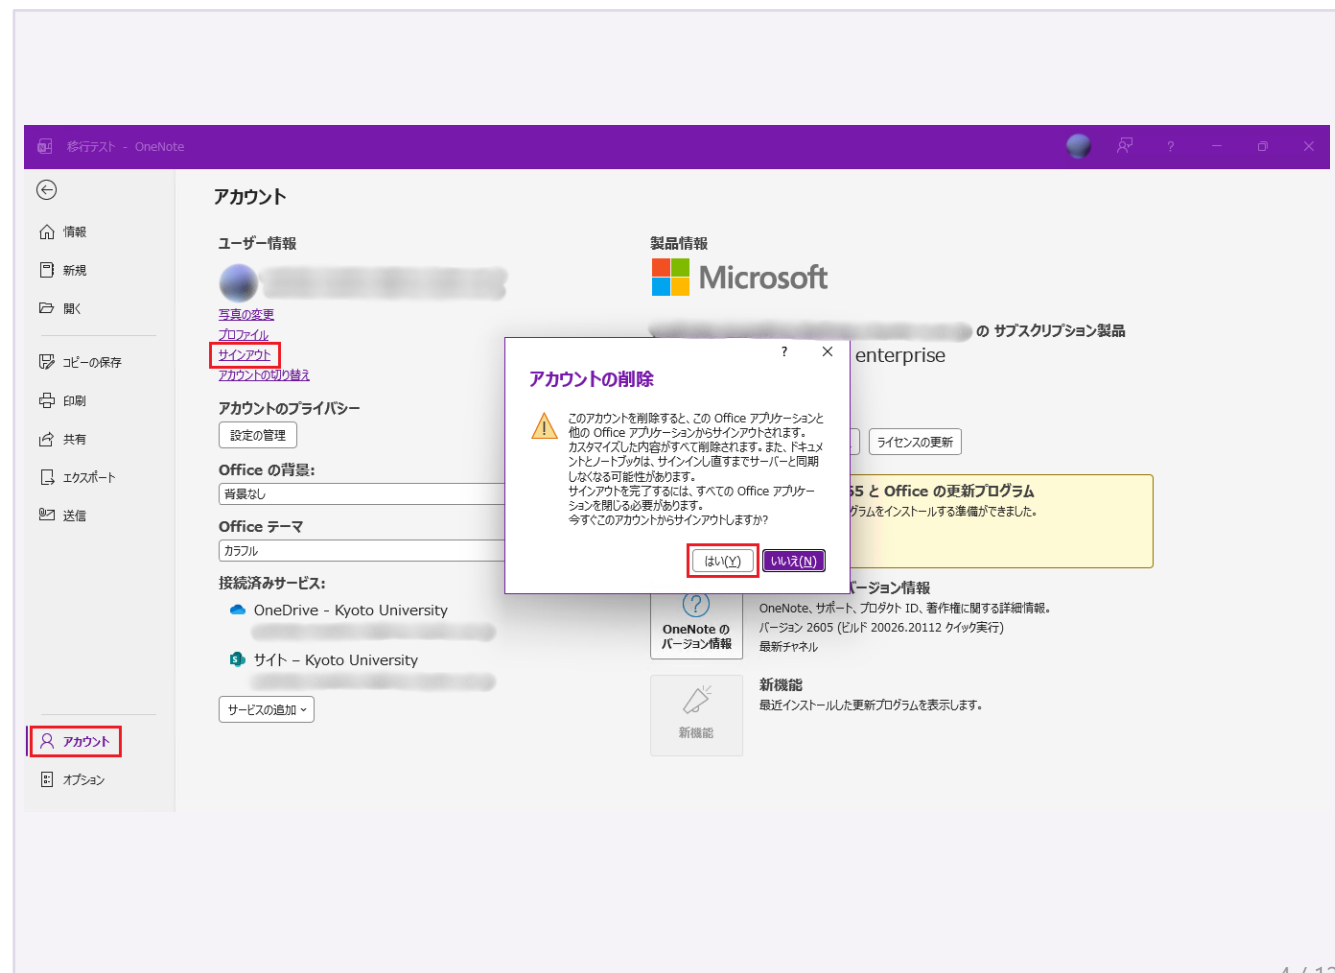 移行テスト - OneNote
?
アカウント
情報
新規
開く
コピーの保存
印刷
共有
エクスポート
送信
アカウント
オプション
ユーザー情報
写真の変更
プロファイル
サインアウト
アカウントの切り替え
アカウントのプライバシー
設定の管理
Office の背景:
背景なし
Office テーマ
カラフル
接続済みサービス:
OneDrive - Kyoto University
サイト – Kyoto University
サービスの追加
製品情報
Microsoft
の サブスクリプション製品
enterprise
ライセンスの更新
と Office の更新プログラム
をインストールする準備ができました。
?
アカウントの削除
このアカウントを削除すると、この Office アプリケーションと
他の Office アプリケーションからサインアウトされます。
カスタマイズした内容がすべて削除されます。また、ドキュメ
ントとノートブックは、サインインし直すまでサーバーと同期
しなくなる可能性があります。
サインアウトを完了するには、すべての Office アプリケー
ションを閉じる必要があります。
今すぐこのアカウントからサインアウトしますか?
はい(Y)
いいえ(N)
ージョン情報
OneNote、サポート、プロダクト ID、著作権に関する詳細情報。
バージョン 2605 (ビルド 20026.20112 クイック実行)
最新チャネル
OneNote の
バージョン情報
新機能
最近インストールした更新プログラムを表示します。
新機能